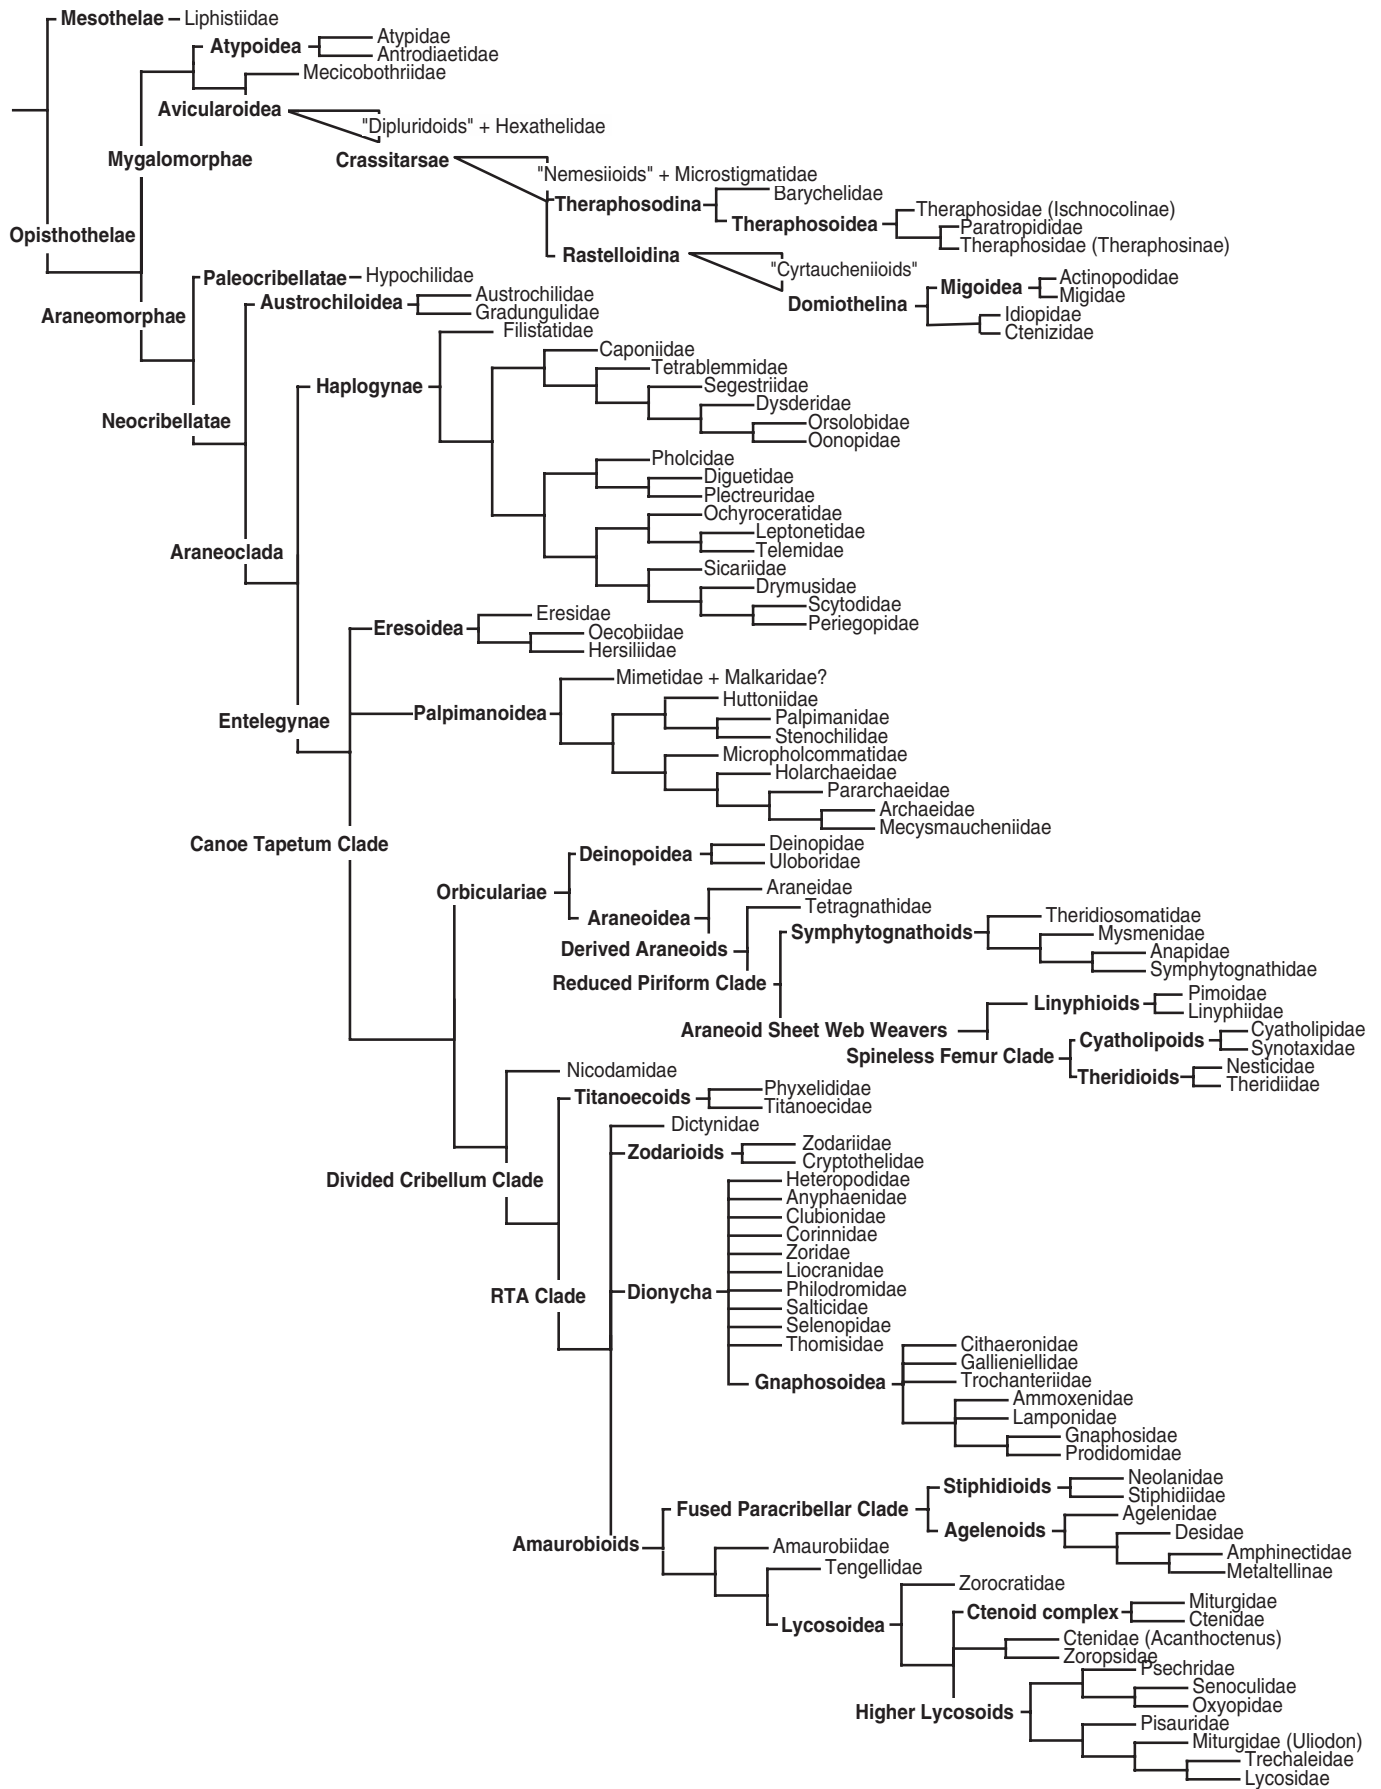 Mesothelae
Liphistiidae
Atypoidea
Atypidae
Antrodiaetidae
Mecicobothriidae
Avicularoidea
"Dipluridoids" + Hexathelidae
Mygalomorphae
Crassitarsae
"Nemesiioids" + Microstigmatidae
Theraphosodina
Barychelidae
Theraphosoidea
Theraphosidae (Ischnocolinae)
Paratropididae
Theraphosidae (Theraphosinae)
Opisthothelae
Rastelloidina
"Cyrtaucheniioids"
Domiothelina
Migoidea
Actinopodidae
Migidae
Idiopidae
Ctenizidae
Paleocribellatae
Hypochilidae
Araneomorphae
Austrochiloidea
Austrochilidae
Gradungulidae
Filistatidae
Haplogynae
Caponiidae
Tetrablemmidae
Segestriidae
Dysderidae
Orsolobidae
Oonopidae
Neocribellatae
Pholcidae
Diguetidae
Plectreuridae
Ochyroceratidae
Leptonetidae
Telemidae
Araneoclada
Sicariidae
Drymusidae
Scytodidae
Periegopidae
Eresoidea
Eresidae
Oecobiidae
Hersiliidae
Entelegynae
Palpimanoidea
Mimetidae + Malkaridae?
Huttoniidae
Palpimanidae
Stenochilidae
Micropholcommatidae
Holarchaeidae
Pararchaeidae
Archaeidae
Mecysmaucheniidae
Canoe Tapetum Clade
Orbiculariae
Deinopoidea
Deinopidae
Uloboridae
Araneoidea
Araneidae
Tetragnathidae
Derived Araneoids
Symphytognathoids
Theridiosomatidae
Mysmenidae
Anapidae
Symphytognathidae
Reduced Piriform Clade
Linyphioids
Pimoidae
Linyphiidae
Araneoid Sheet Web Weavers
Spineless Femur Clade
Cyatholipoids
Cyatholipidae
Synotaxidae
Theridioids
Nesticidae
Theridiidae
Nicodamidae
Titanoecoids
Phyxelididae
Titanoecidae
Dictynidae
Divided Cribellum Clade
Zodarioids
Zodariidae
Cryptothelidae
RTA Clade
Dionycha
Heteropodidae
Anyphaenidae
Clubionidae
Corinnidae
Zoridae
Liocranidae
Philodromidae
Salticidae
Selenopidae
Thomisidae
Gnaphosoidea
Cithaeronidae
Gallieniellidae
Trochanteriidae
Ammoxenidae
Lamponidae
Gnaphosidae
Prodidomidae
Amaurobioids
Fused Paracribellar Clade
Stiphidioids
Neolanidae
Stiphidiidae
Agelenoids
Agelenidae
Desidae
Amphinectidae
Metaltellinae
Amaurobiidae
Tengellidae
Lycosoidea
Zorocratidae
Ctenoid complex
Miturgidae
Ctenidae
Ctenidae (Acanthoctenus)
Zoropsidae
Higher Lycosoids
Psechridae
Senoculidae
Oxyopidae
Pisauridae
Miturgidae (Uliodon)
Trechaleidae
Lycosidae